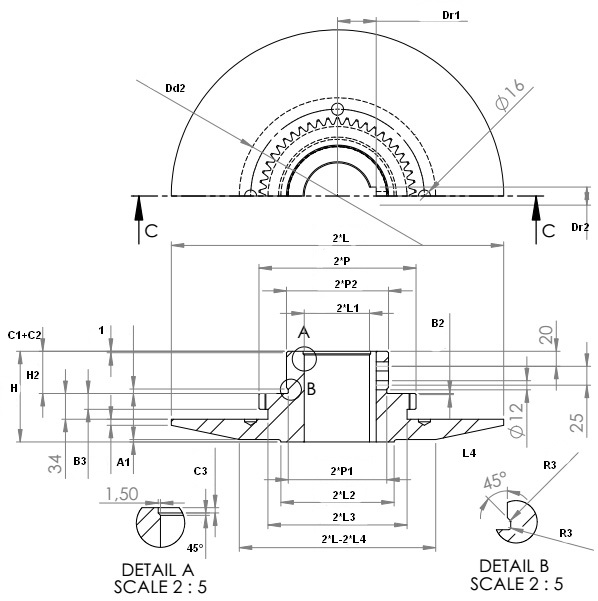 Dr1
Dd2
∅16
C C
Dr2
2*L
2*P
2*P2
2*L1
C1+C2
1
A
B2
20
H
H2
B
∅12
25
34
B3
A1
L4
C3
2*P1
45°
R3
1,50
2*L2
2*L3
R3
45°
2*L-2*L4
DETAIL A
SCALE 2 : 5
DETAIL B
SCALE 2 : 5